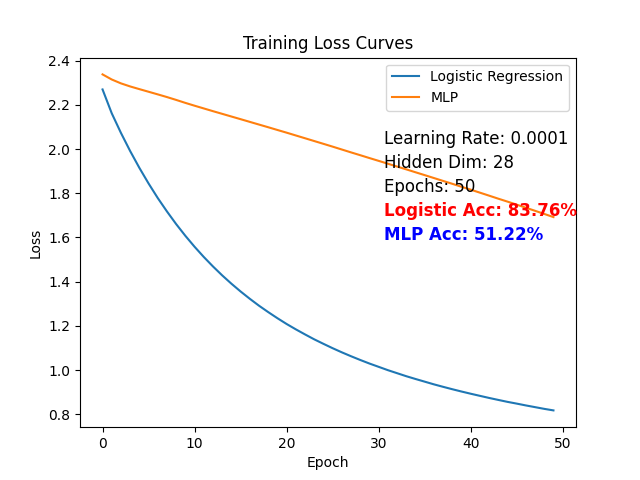 Training Loss Curves
2.4
2.2
2.0
1.8
1.6
1.4
1.2
1.0
0.8
Loss
Logistic Regression
MLP
Learning Rate: 0.0001
Hidden Dim: 28
Epochs: 50
Logistic Acc: 83.76%
MLP Acc: 51.22%
0 10 20 30 40 50
Epoch